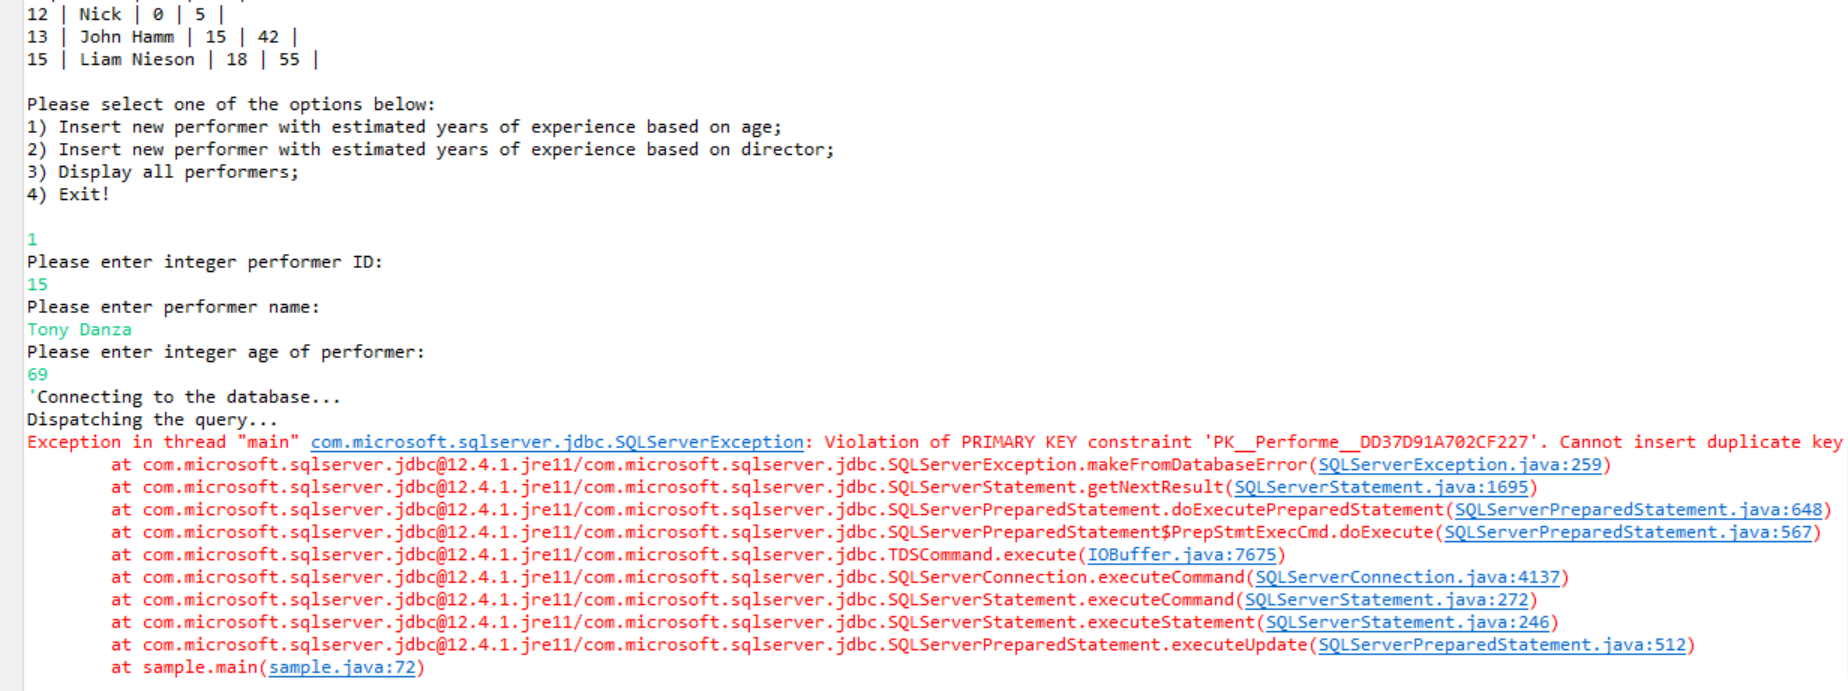 12 | Nick | 0 | 5 |
13 | John Hamm | 15 | 42 |
15 | Liam Nieson | 18 | 55 |
Please select one of the options below:
1) Insert new performer with estimated years of experience based on age;
2) Insert new performer with estimated years of experience based on director;
3) Display all performers;
4) Exit!
1
Please enter integer performer ID:
15
Please enter performer name:
Tony Danza
Please enter integer age of performer:
69
'Connecting to the database...
Dispatching the query...
Exception in thread "main" com.microsoft.sqlserver.jdbc.SQLServerException: Violation of PRIMARY KEY constraint 'PK__Performe__DD37D91A702CF227'. Cannot insert duplicate key
at com.microsoft.sqlserver.jdbc@12.4.1.jre11/com.microsoft.sqlserver.jdbc.SQLServerException.makeFromDatabaseError(SQLServerException.java:259)
at com.microsoft.sqlserver.jdbc@12.4.1.jre11/com.microsoft.sqlserver.jdbc.SQLServerStatement.getNextResult(SQLServerStatement.java:1695)
at com.microsoft.sqlserver.jdbc@12.4.1.jre11/com.microsoft.sqlserver.jdbc.SQLServerPreparedStatement.doExecutePreparedStatement(SQLServerPreparedStatement.java:648)
at com.microsoft.sqlserver.jdbc@12.4.1.jre11/com.microsoft.sqlserver.jdbc.SQLServerPreparedStatement$PrepStmtExecCmd.doExecute(SQLServerPreparedStatement.java:567)
at com.microsoft.sqlserver.jdbc@12.4.1.jre11/com.microsoft.sqlserver.jdbc.TDSCommand.execute(IOBuffer.java:7675)
at com.microsoft.sqlserver.jdbc@12.4.1.jre11/com.microsoft.sqlserver.jdbc.SQLServerConnection.executeCommand(SQLServerConnection.java:4137)
at com.microsoft.sqlserver.jdbc@12.4.1.jre11/com.microsoft.sqlserver.jdbc.SQLServerStatement.executeCommand(SQLServerStatement.java:272)
at com.microsoft.sqlserver.jdbc@12.4.1.jre11/com.microsoft.sqlserver.jdbc.SQLServerStatement.executeStatement(SQLServerStatement.java:246)
at com.microsoft.sqlserver.jdbc@12.4.1.jre11/com.microsoft.sqlserver.jdbc.SQLServerPreparedStatement.executeUpdate(SQLServerPreparedStatement.java:512)
at sample.main(sample.java:72)